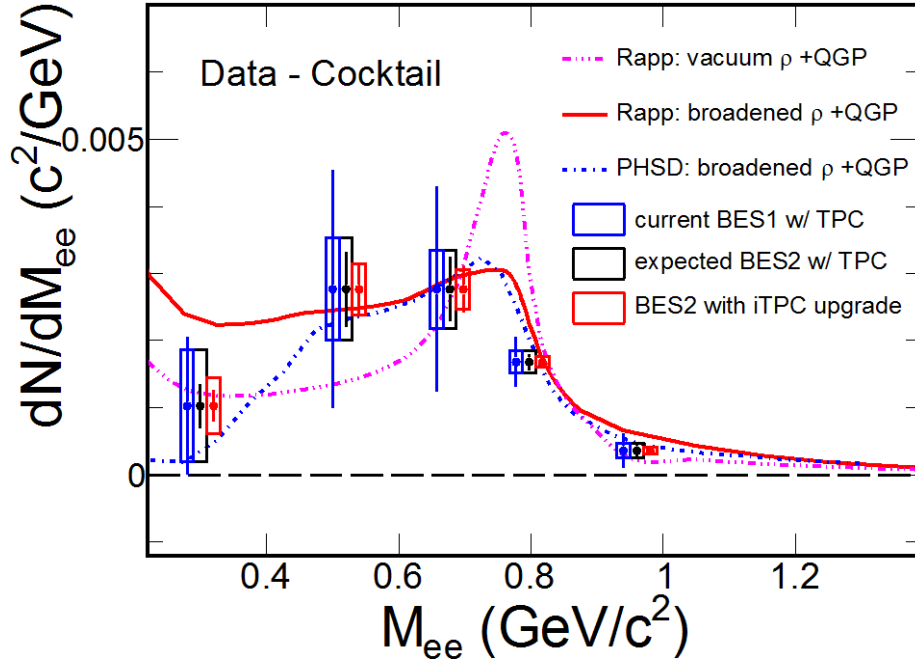 dN/dM_ee (c²/GeV)
0.005
0
Data - Cocktail
Rapp: vacuum ρ +QGP
Rapp: broadened ρ +QGP
PHSD: broadened ρ +QGP
current BES1 w/ TPC
expected BES2 w/ TPC
BES2 with iTPC upgrade
0.4 0.6 0.8 1 1.2
M_ee (GeV/c²)